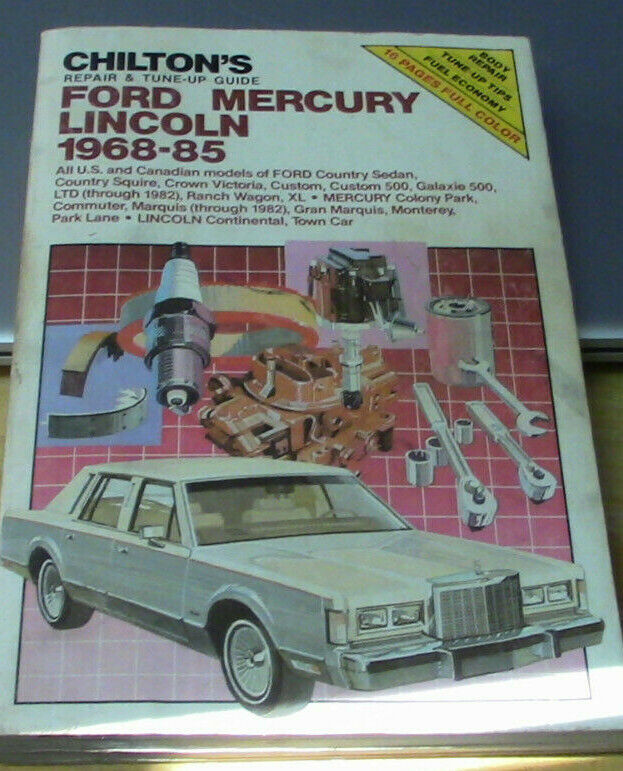 CHILTON'S
REPAIR & TUNE-UP GUIDE
FORD MERCURY
LINCOLN
1968-85
All U.S. and Canadian models of FORD Country Sedan,
Country Squire, Crown Victoria, Custom, Custom 500, Galaxie 500,
LTD (through 1982), Ranch Wagon, XL • MERCURY Colony Park,
Commuter, Marquis (through 1982), Gran Marquis, Monterey,
Park Lane • LINCOLN Continental, Town Car
BODY
REPAIR
TUNE-UP TIPS
FUEL ECONOMY
16 PAGES FULL COLOR